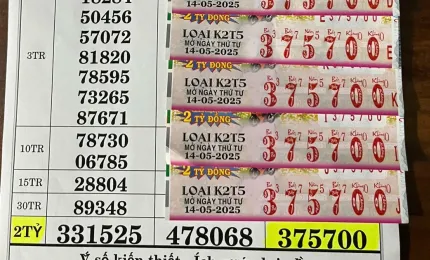 50456
57072
3TR
81820
78595
73265
87671
10TR
78730
06785
15TR
28804
30TR
89348
2TỶ
331525
478068
375700
2 TỶ ĐỒNG
LOẠI K2T5
MỞ NGÀY THỨ TƯ
14-05-2025
375700
E
TỶ ĐỒNG
LOẠI K2T5
MỞ NGÀY THỨ TƯ
14-05-2025
375700
K
2 TỶ ĐỒNG
LOẠI K2T5
MỞ NGÀY THỨ TƯ
14-05-2025
375700
2 TỶ ĐỒNG
LOẠI K2T5
MỞ NGÀY THỨ TƯ
14-05-2025
375700
14-05-2025